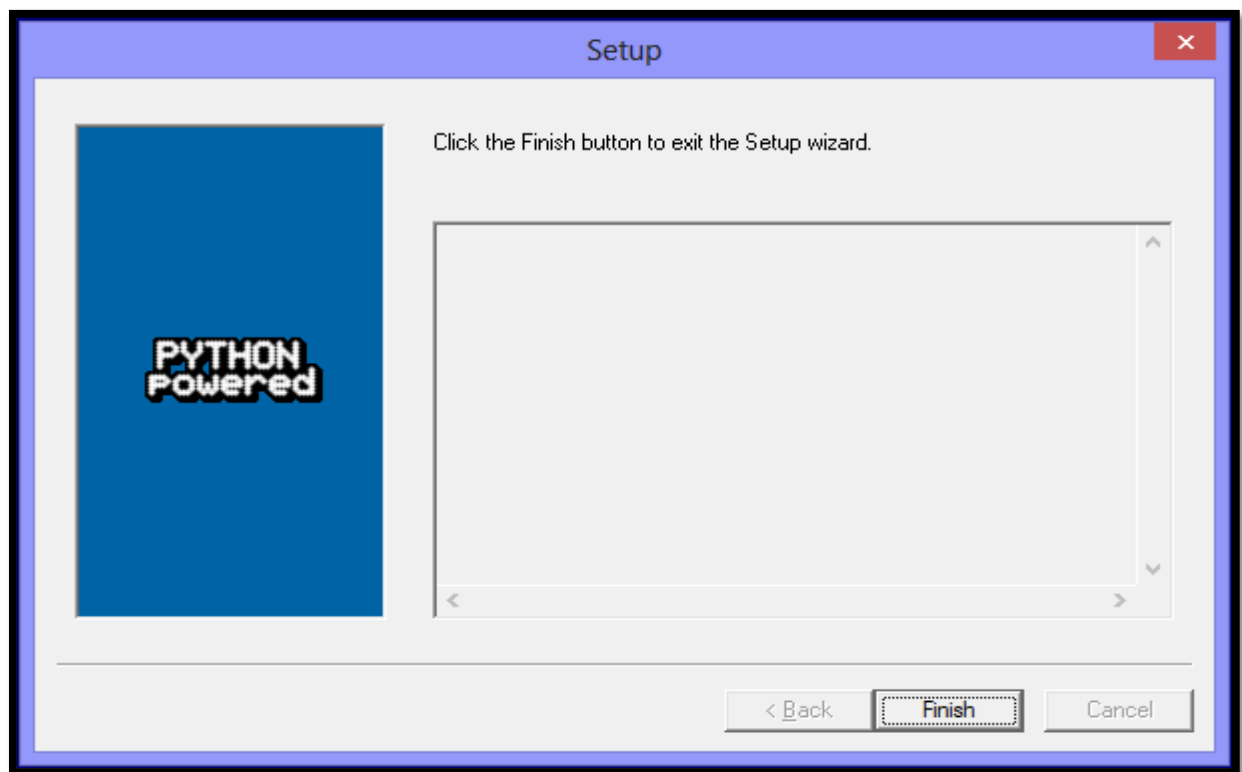 Setup
Click the Finish button to exit the Setup wizard.
PYTHON
Powered
< Back
Finish
Cancel